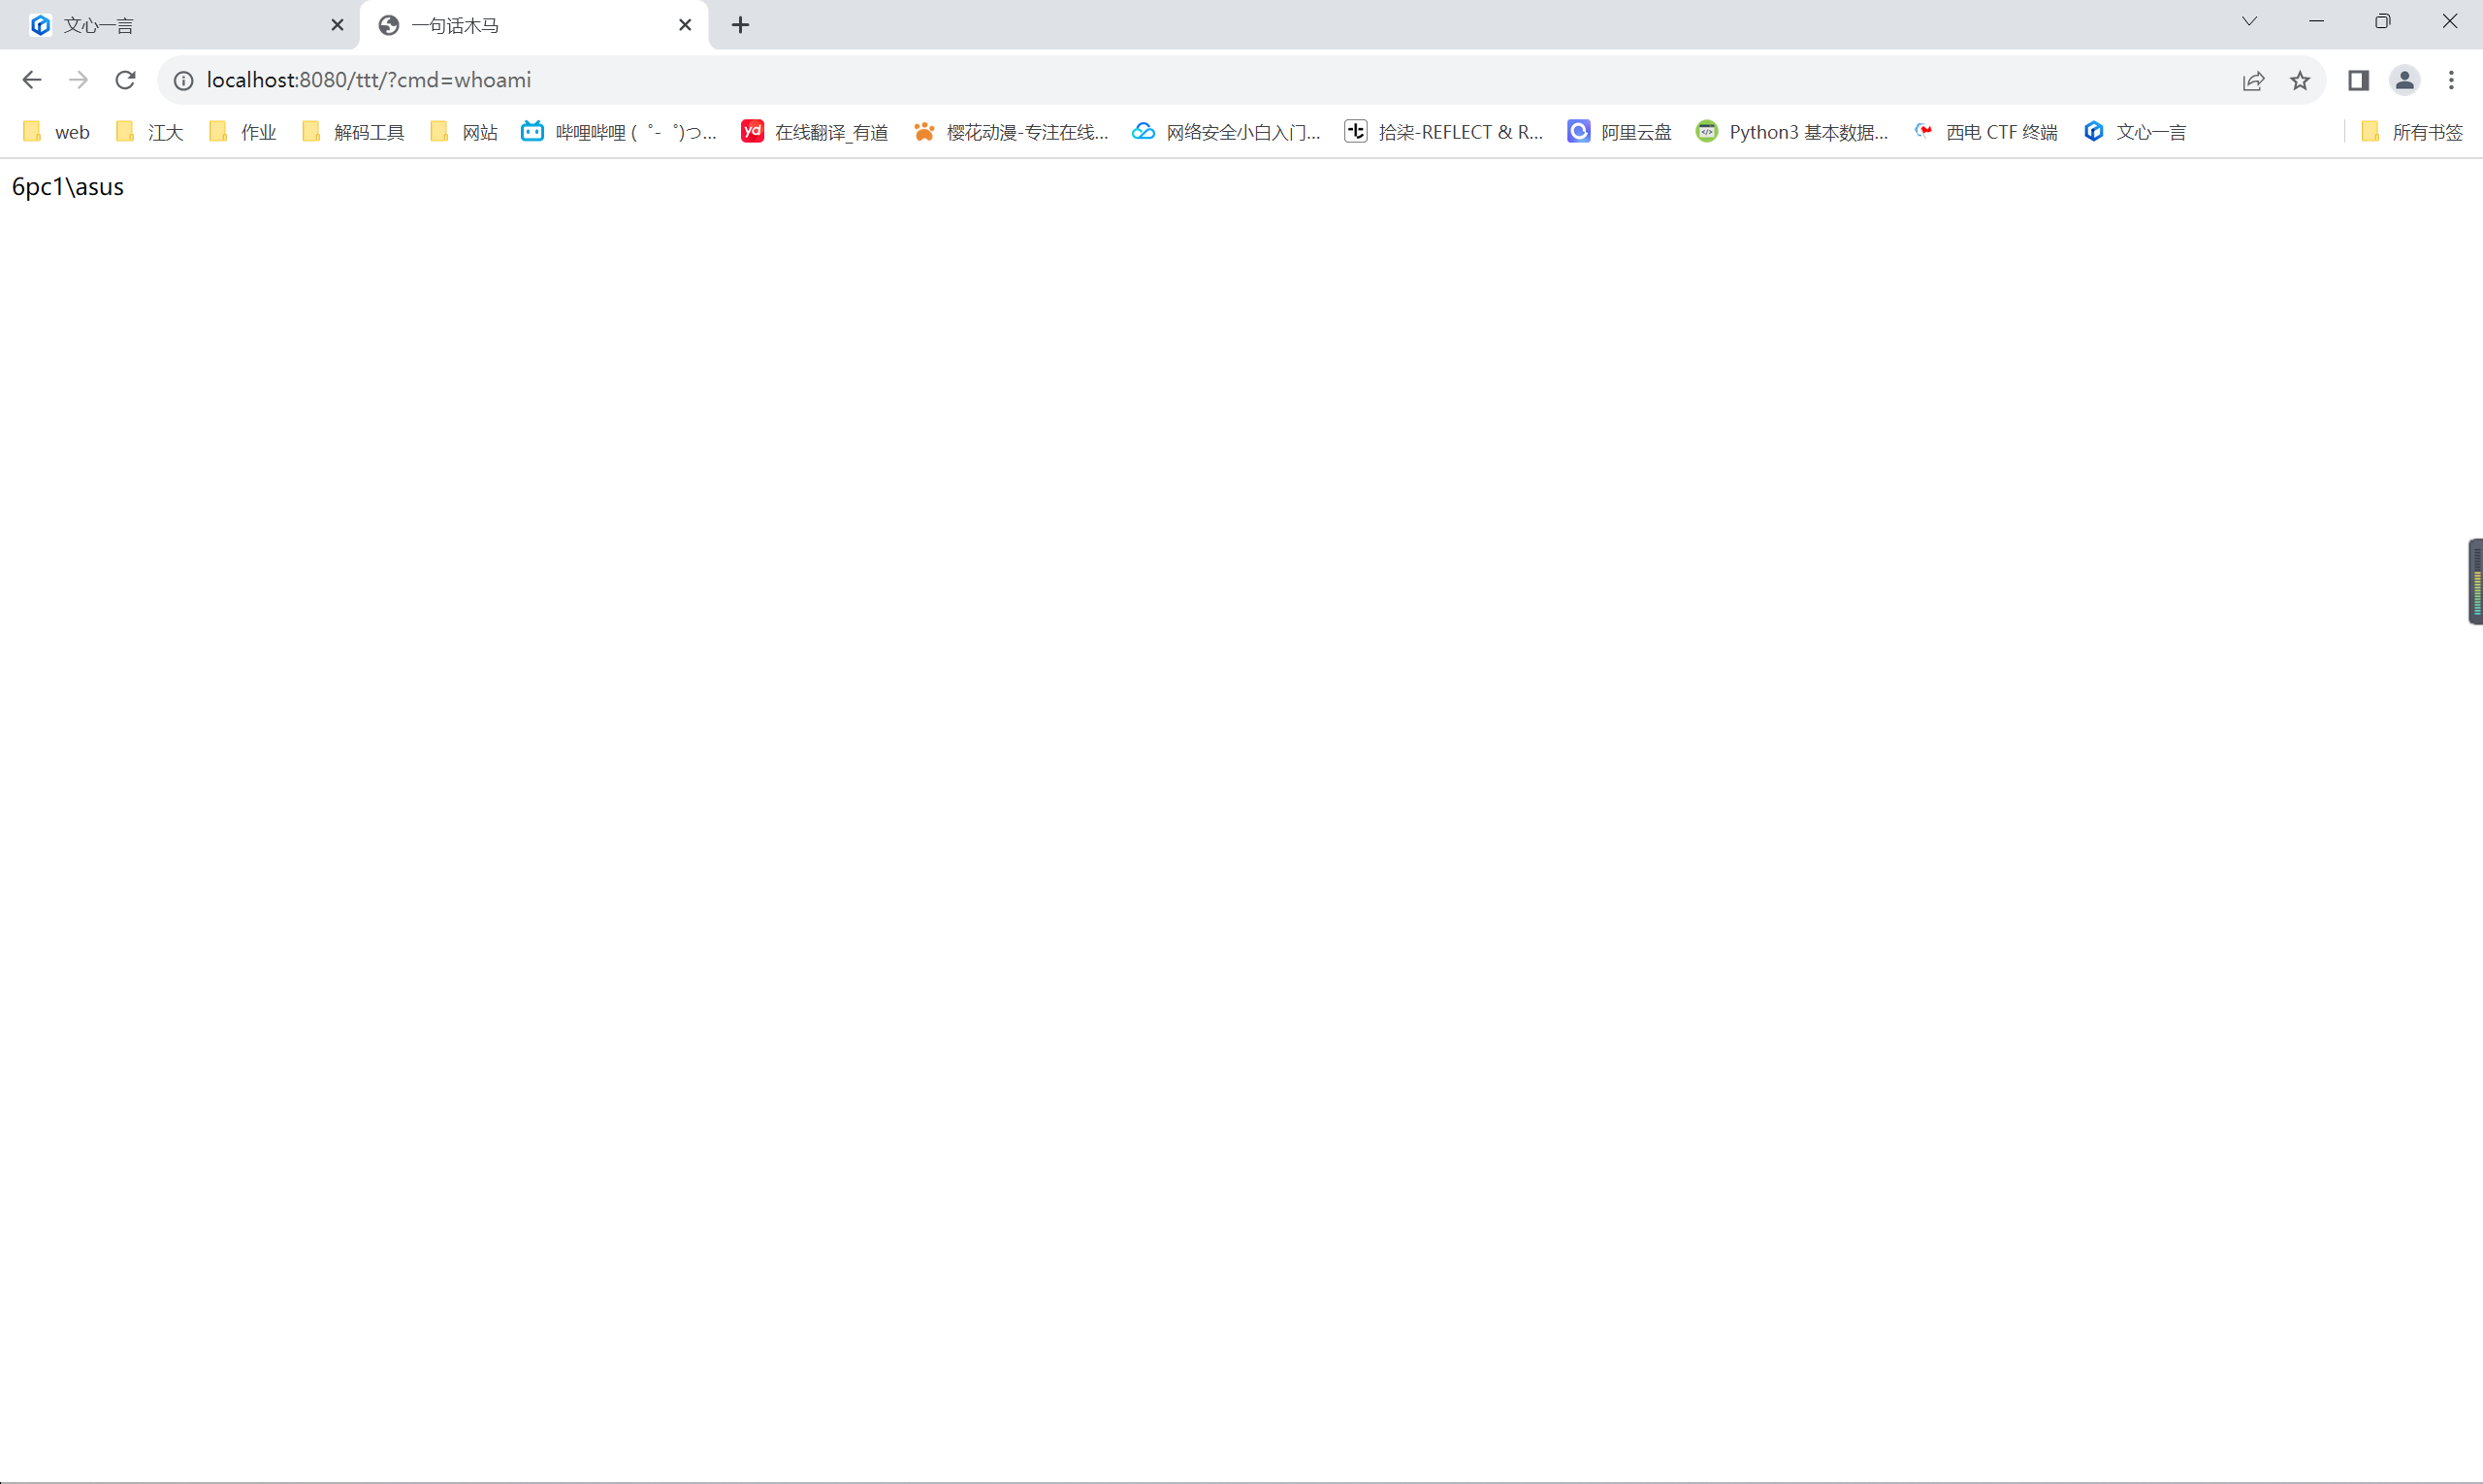 文心一言
一句话木马
localhost:8080/ttt/?cmd=whoami
web 江大 作业 解码工具 网站 哔哩哔哩 ( ゜- ゜)つ... yd 在线翻译_有道 樱花动漫-专注在线... 网络安全小白入门... 拾柒-REFLECT & R... 阿里云盘 Python3 基本数据... 西电 CTF 终端 文心一言 所有书签
6pc1\asus